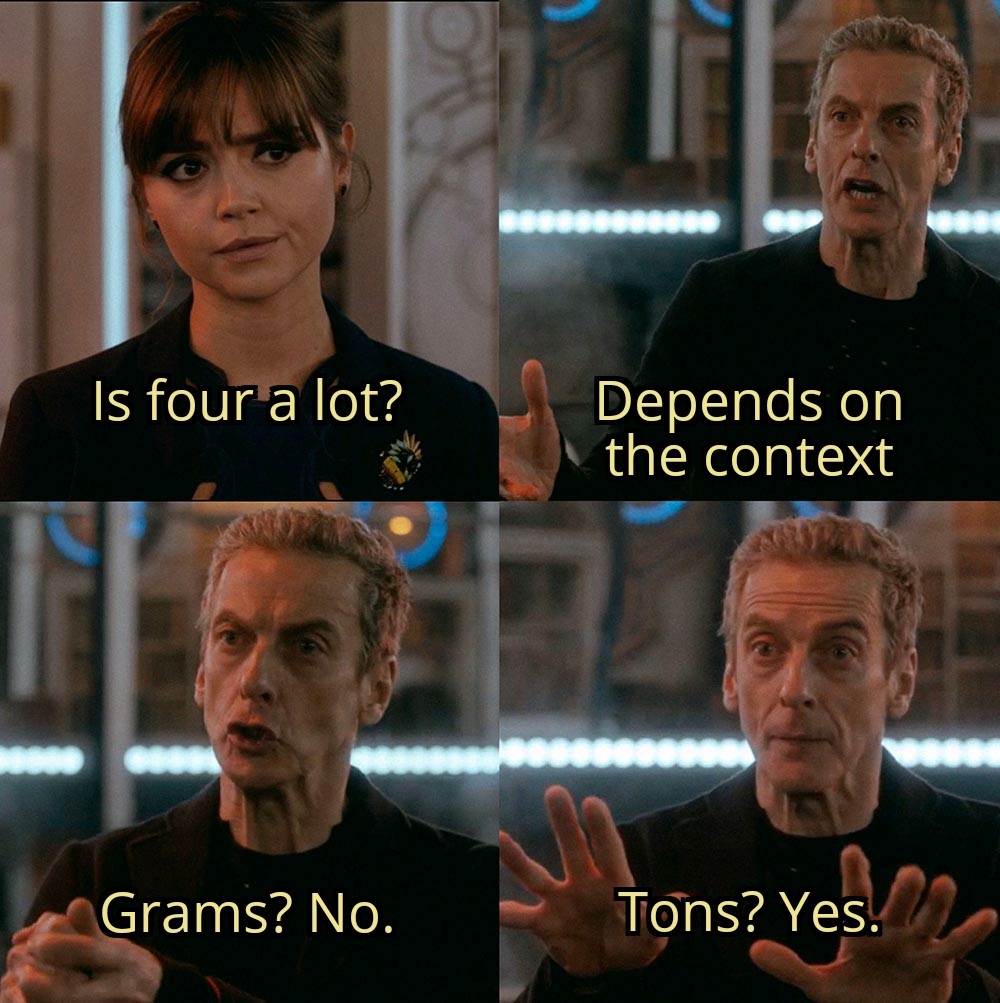 Is four a lot?
Depends on
the context
Grams? No.
Tons? Yes.